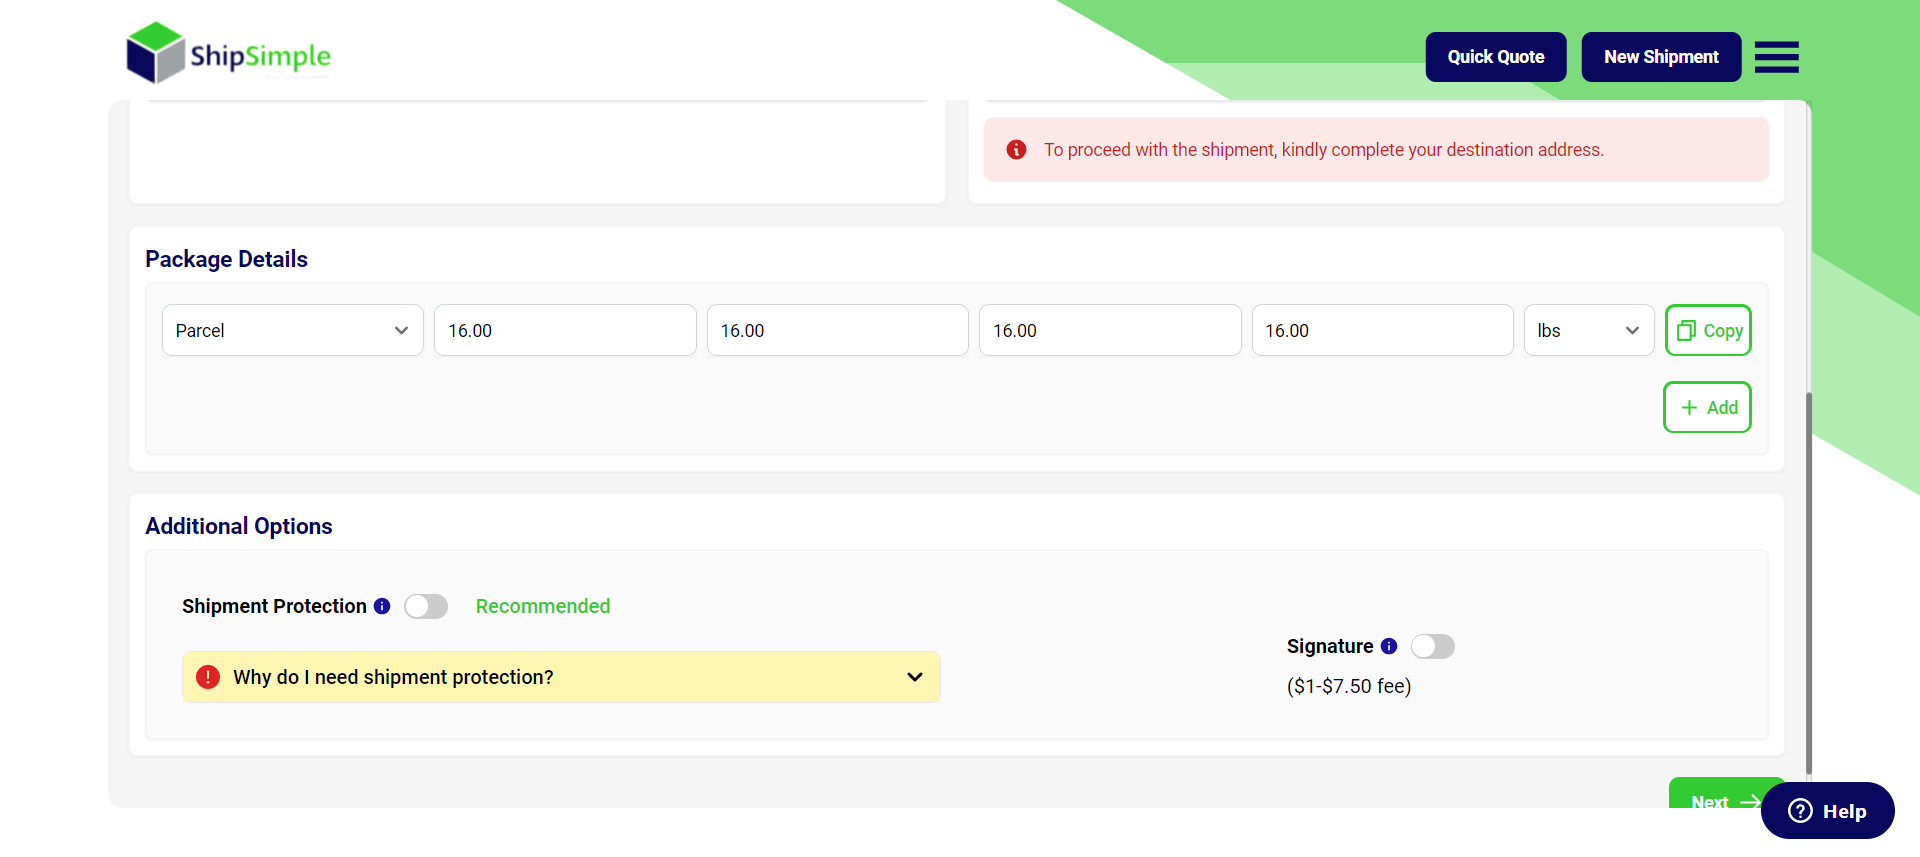 ShipSimple
Quick Quote
New Shipment
To proceed with the shipment, kindly complete your destination address.
Package Details
Parcel
16.00
16.00
16.00
16.00
lbs
Copy
+ Add
Additional Options
Shipment Protection
Recommended
Why do I need shipment protection?
Signature
($1-$7.50 fee)
Next
Help